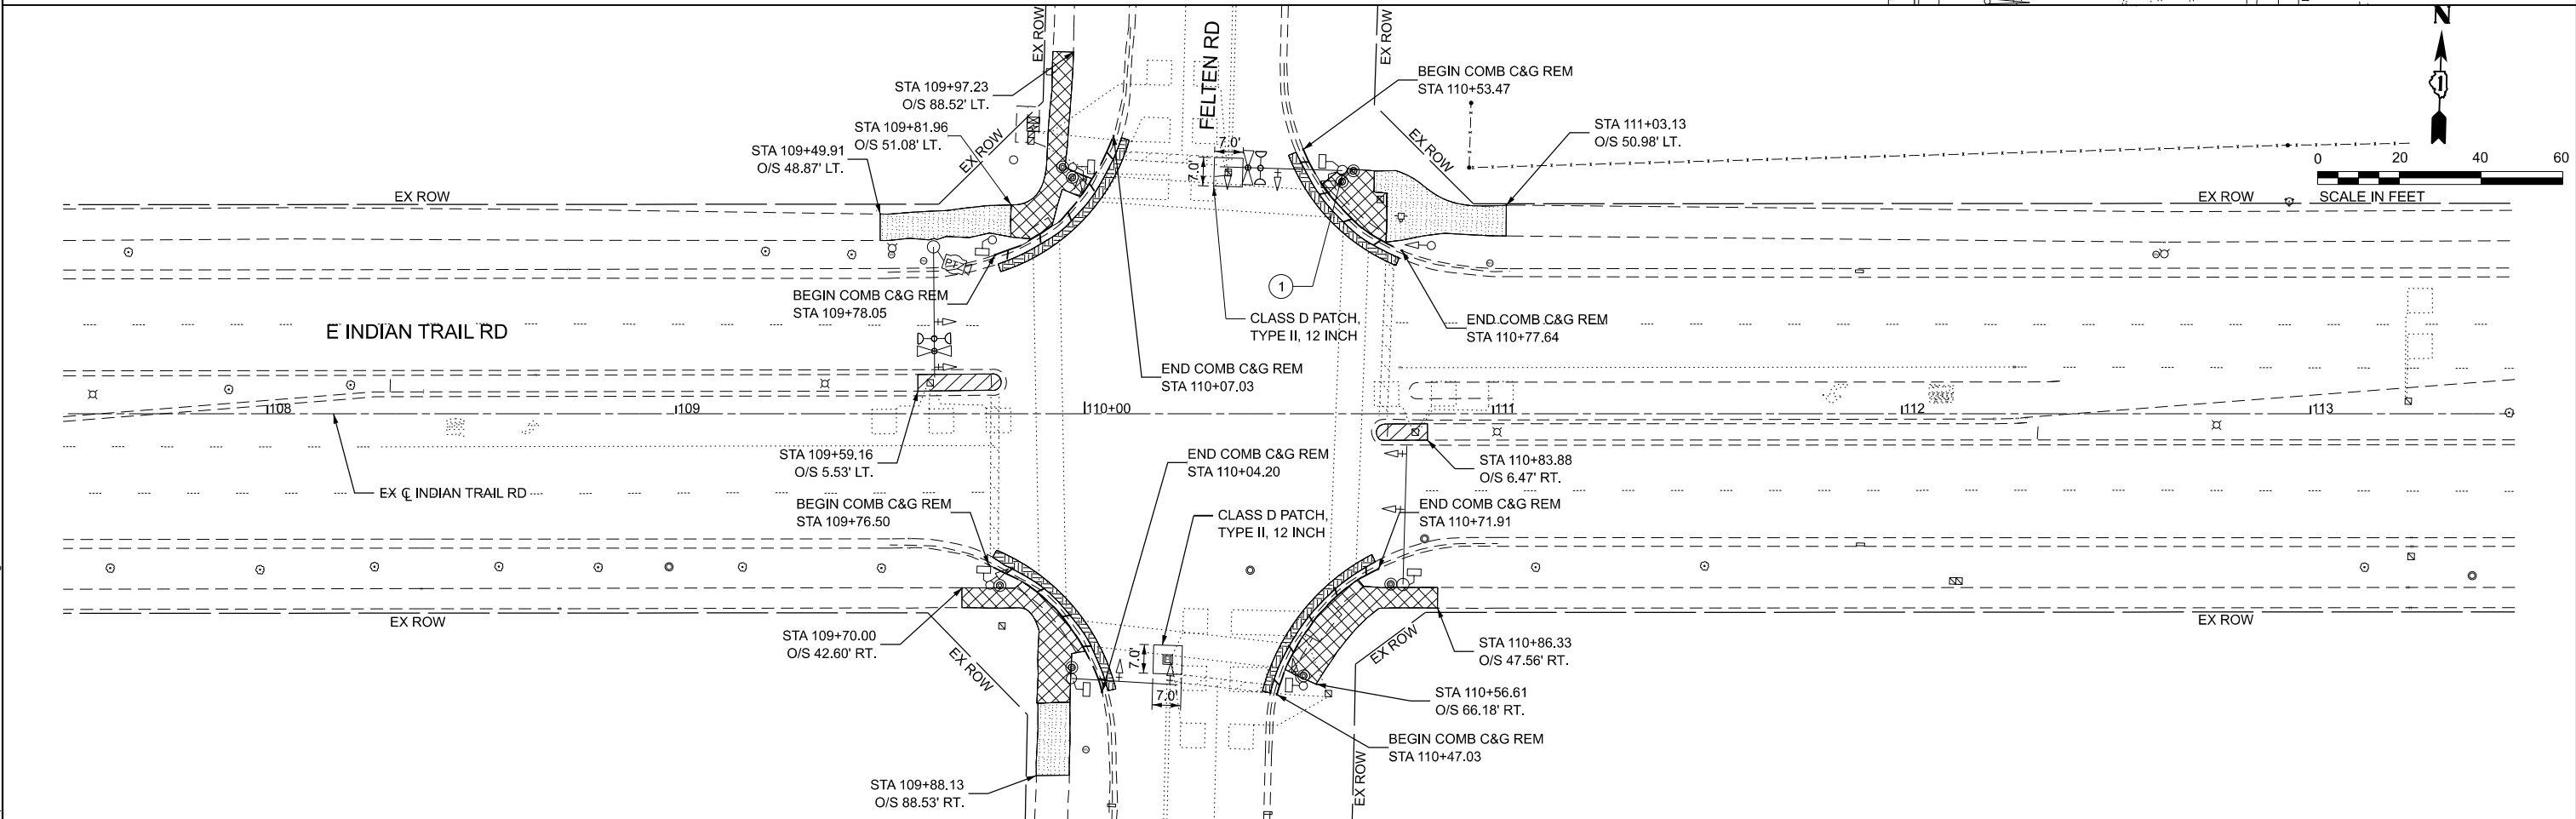 N
EX ROW
FELTEN RD
EX ROW
BEGIN COMB C&G REM
STA 110+53.47
STA 109+97.23
O/S 88.52' LT.
STA 109+81.96
O/S 51.08' LT.
STA 109+49.91
O/S 48.87' LT.
EX ROW
7.0'
7.0'
EX ROW
STA 111+03.13
O/S 50.98' LT.
0 20 40 60
SCALE IN FEET
EX ROW
EX ROW
1
BEGIN COMB C&G REM
STA 109+78.05
E INDIAN TRAIL RD
CLASS D PATCH,
TYPE II, 12 INCH
END COMB C&G REM
STA 110+77.64
END COMB C&G REM
STA 110+07.03
108
109
110+00
111
112
113
STA 109+59.16
O/S 5.53' LT.
END COMB C&G REM
STA 110+04.20
STA 110+83.88
O/S 6.47' RT.
EX ℄ INDIAN TRAIL RD
BEGIN COMB C&G REM
STA 109+76.50
CLASS D PATCH,
TYPE II, 12 INCH
END COMB C&G REM
STA 110+71.91
EX ROW
EX ROW
STA 109+70.00
O/S 42.60' RT.
EX ROW
7.0'
7.0'
EX ROW
STA 110+86.33
O/S 47.56' RT.
STA 110+56.61
O/S 66.18' RT.
BEGIN COMB C&G REM
STA 110+47.03
EX ROW
STA 109+88.13
O/S 88.53' RT.